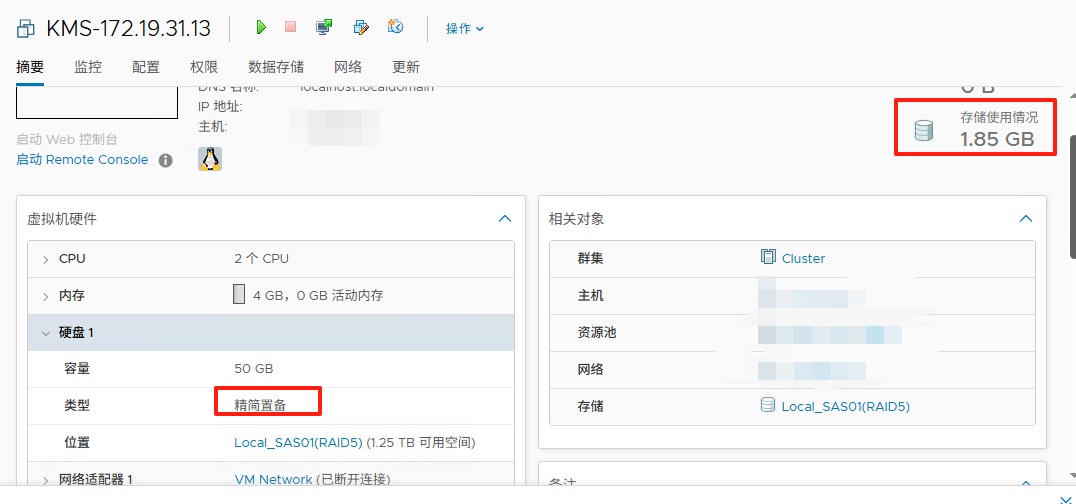 KMS-172.19.31.13 操作
摘要 监控 配置 权限 数据存储 网络 更新
DNS 名称: localhost.localdomain
IP 地址:
主机:
0 B
存储使用情况
1.85 GB
启动 Web 控制台
启动 Remote Console
虚拟机硬件
CPU 2 个 CPU
内存 4 GB，0 GB 活动内存
硬盘 1
容量 50 GB
类型 精简置备
位置 Local_SAS01(RAID5) (1.25 TB 可用空间)
网络适配器 1 VM Network (已断开连接)
相关对象
群集 Cluster
主机
资源池
网络
存储 Local_SAS01(RAID5)
备注